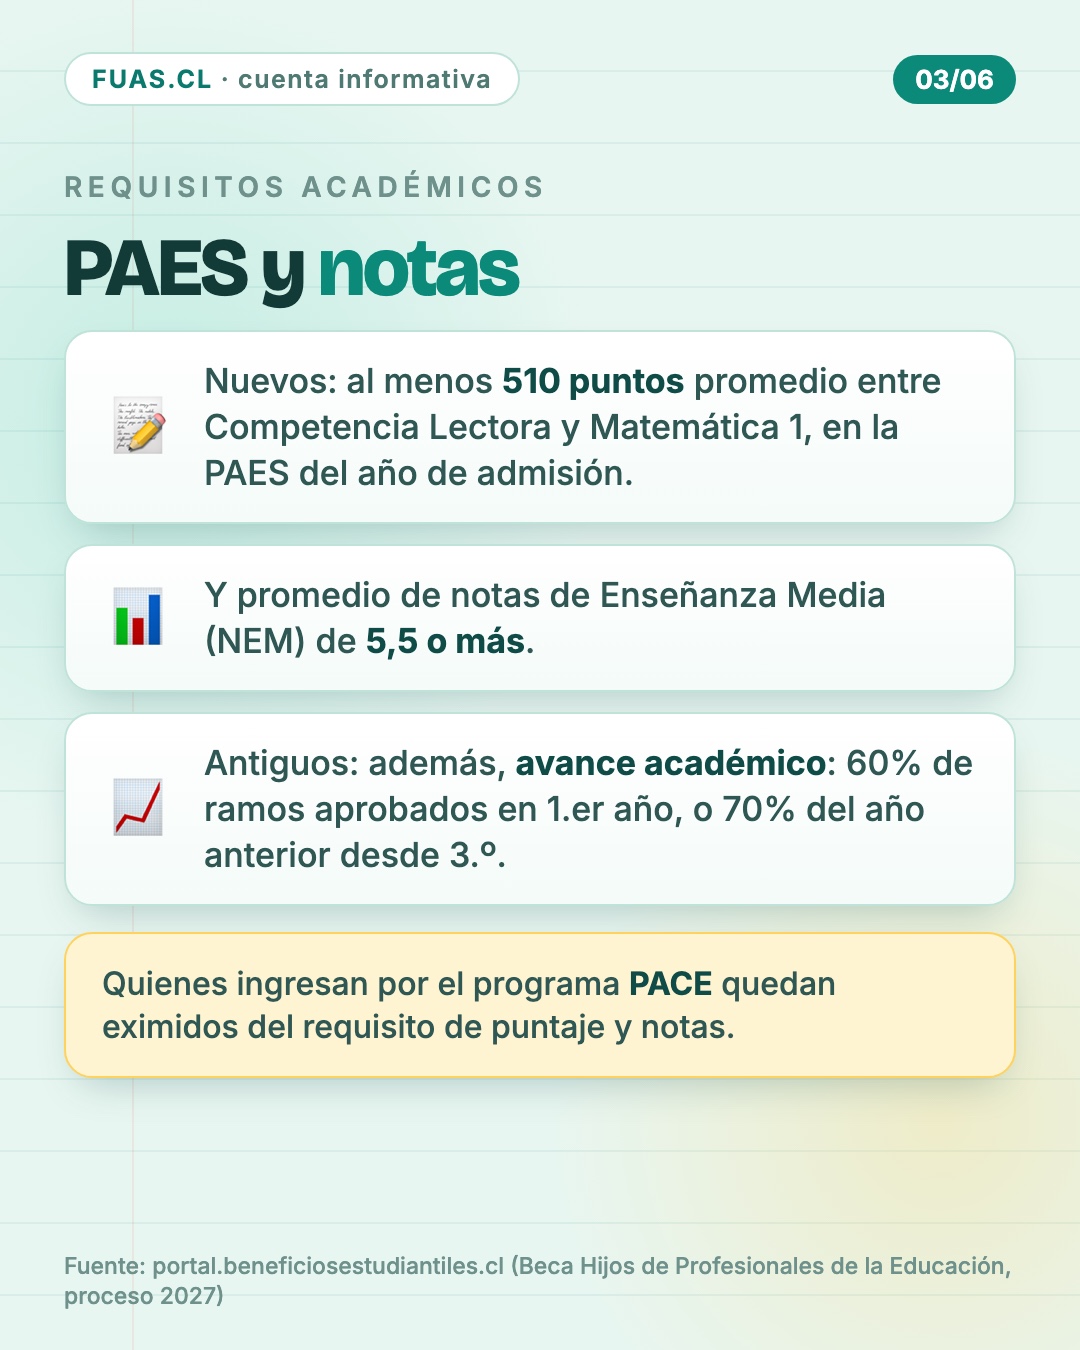 FUAS.CL · cuenta informativa
03/06
REQUISITOS ACADÉMICOS
PAES y notas
Nuevos: al menos 510 puntos promedio entre
Competencia Lectora y Matemática 1, en la
PAES del año de admisión.
Y promedio de notas de Enseñanza Media
(NEM) de 5,5 o más.
Antiguos: además, avance académico: 60% de
ramos aprobados en 1.er año, o 70% del año
anterior desde 3.º.
Quienes ingresan por el programa PACE quedan
eximidos del requisito de puntaje y notas.
Fuente: portal.beneficiosestudiantiles.cl (Beca Hijos de Profesionales de la Educación,
proceso 2027)